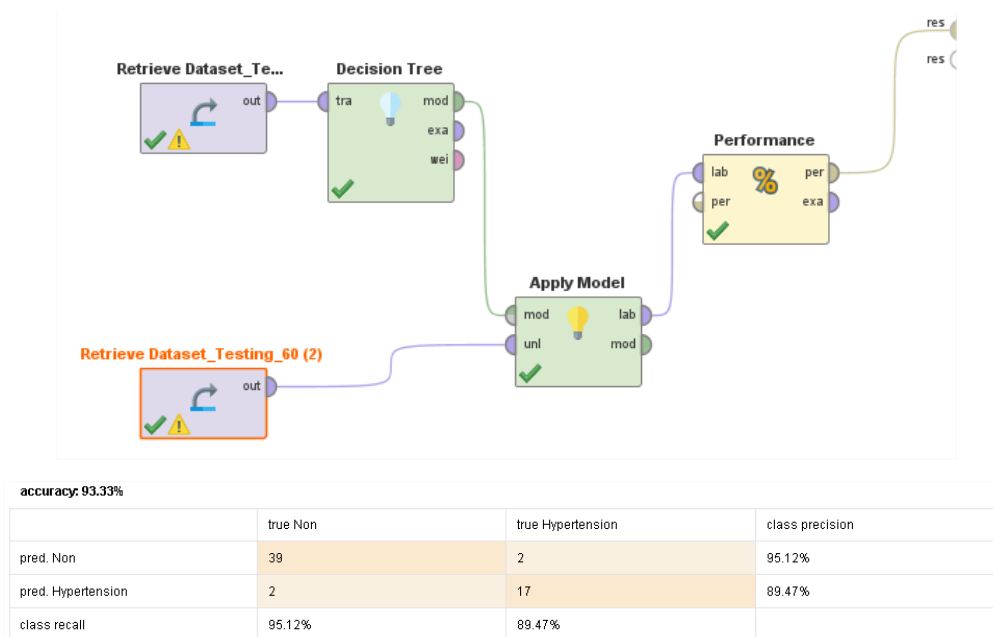 res
res
Retrieve Dataset_Te...
out
Decision Tree
tra
mod
exa
wei
Performance
lab
per
per
exa
%
Apply Model
mod
lab
unl
mod
Retrieve Dataset_Testing_60 (2)
out
accuracy: 93.33%
true Non true Hypertension class precision
pred. Non 39 2 95.12%
pred. Hypertension 2 17 89.47%
class recall 95.12% 89.47%